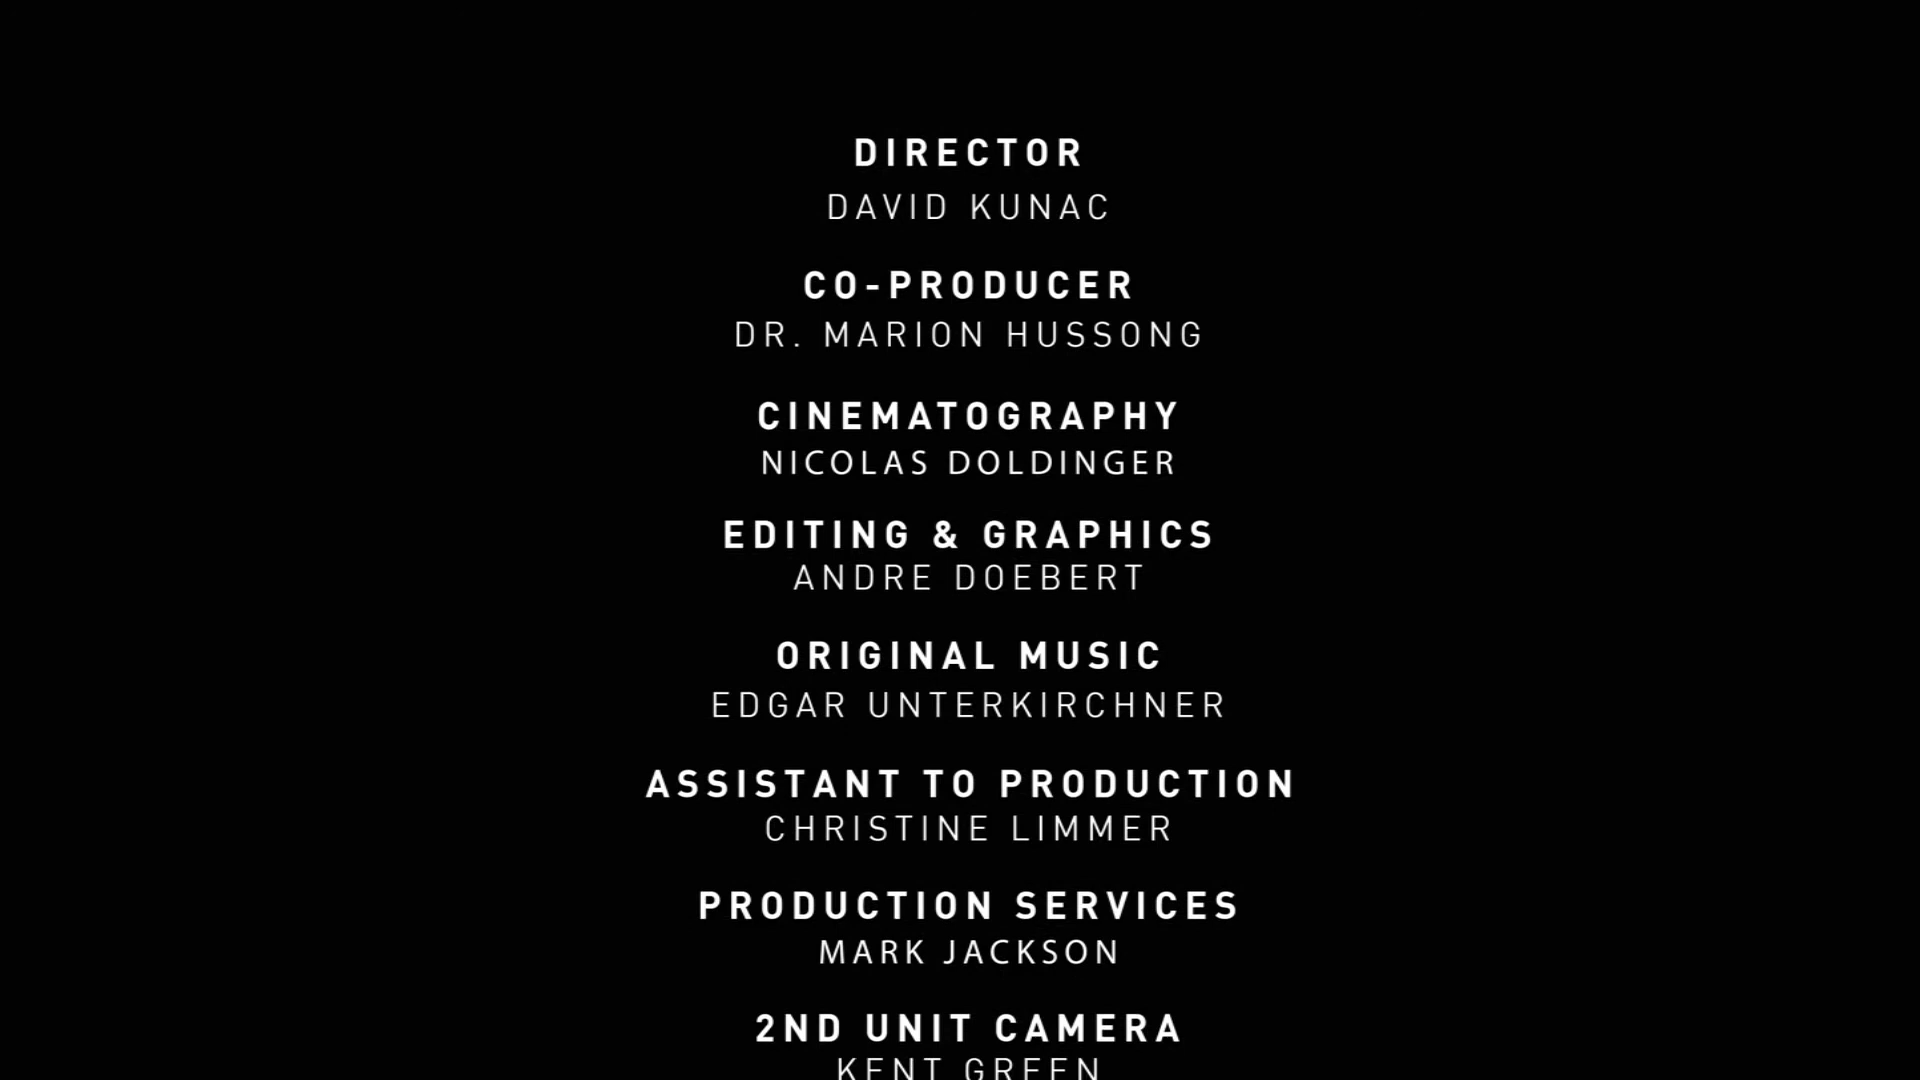 DIRECTOR
DAVID KUNAC
CO-PRODUCER
DR. MARION HUSSONG
CINEMATOGRAPHY
NICOLAS DOLDINGER
EDITING & GRAPHICS
ANDRE DOEBERT
ORIGINAL MUSIC
EDGAR UNTERKIRCHNER
ASSISTANT TO PRODUCTION
CHRISTINE LIMMER
PRODUCTION SERVICES
MARK JACKSON
2ND UNIT CAMERA
KENT GREEN